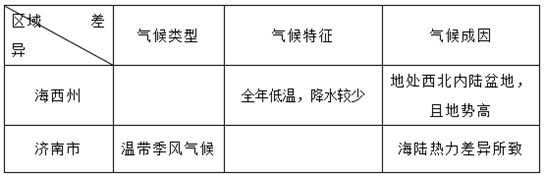 区域 差异 气候类型 气候特征 气候成因
海西州 全年低温，降水较少 地处西北内陆盆地，
且地势高
济南市 温带季风气候 海陆热力差异所致